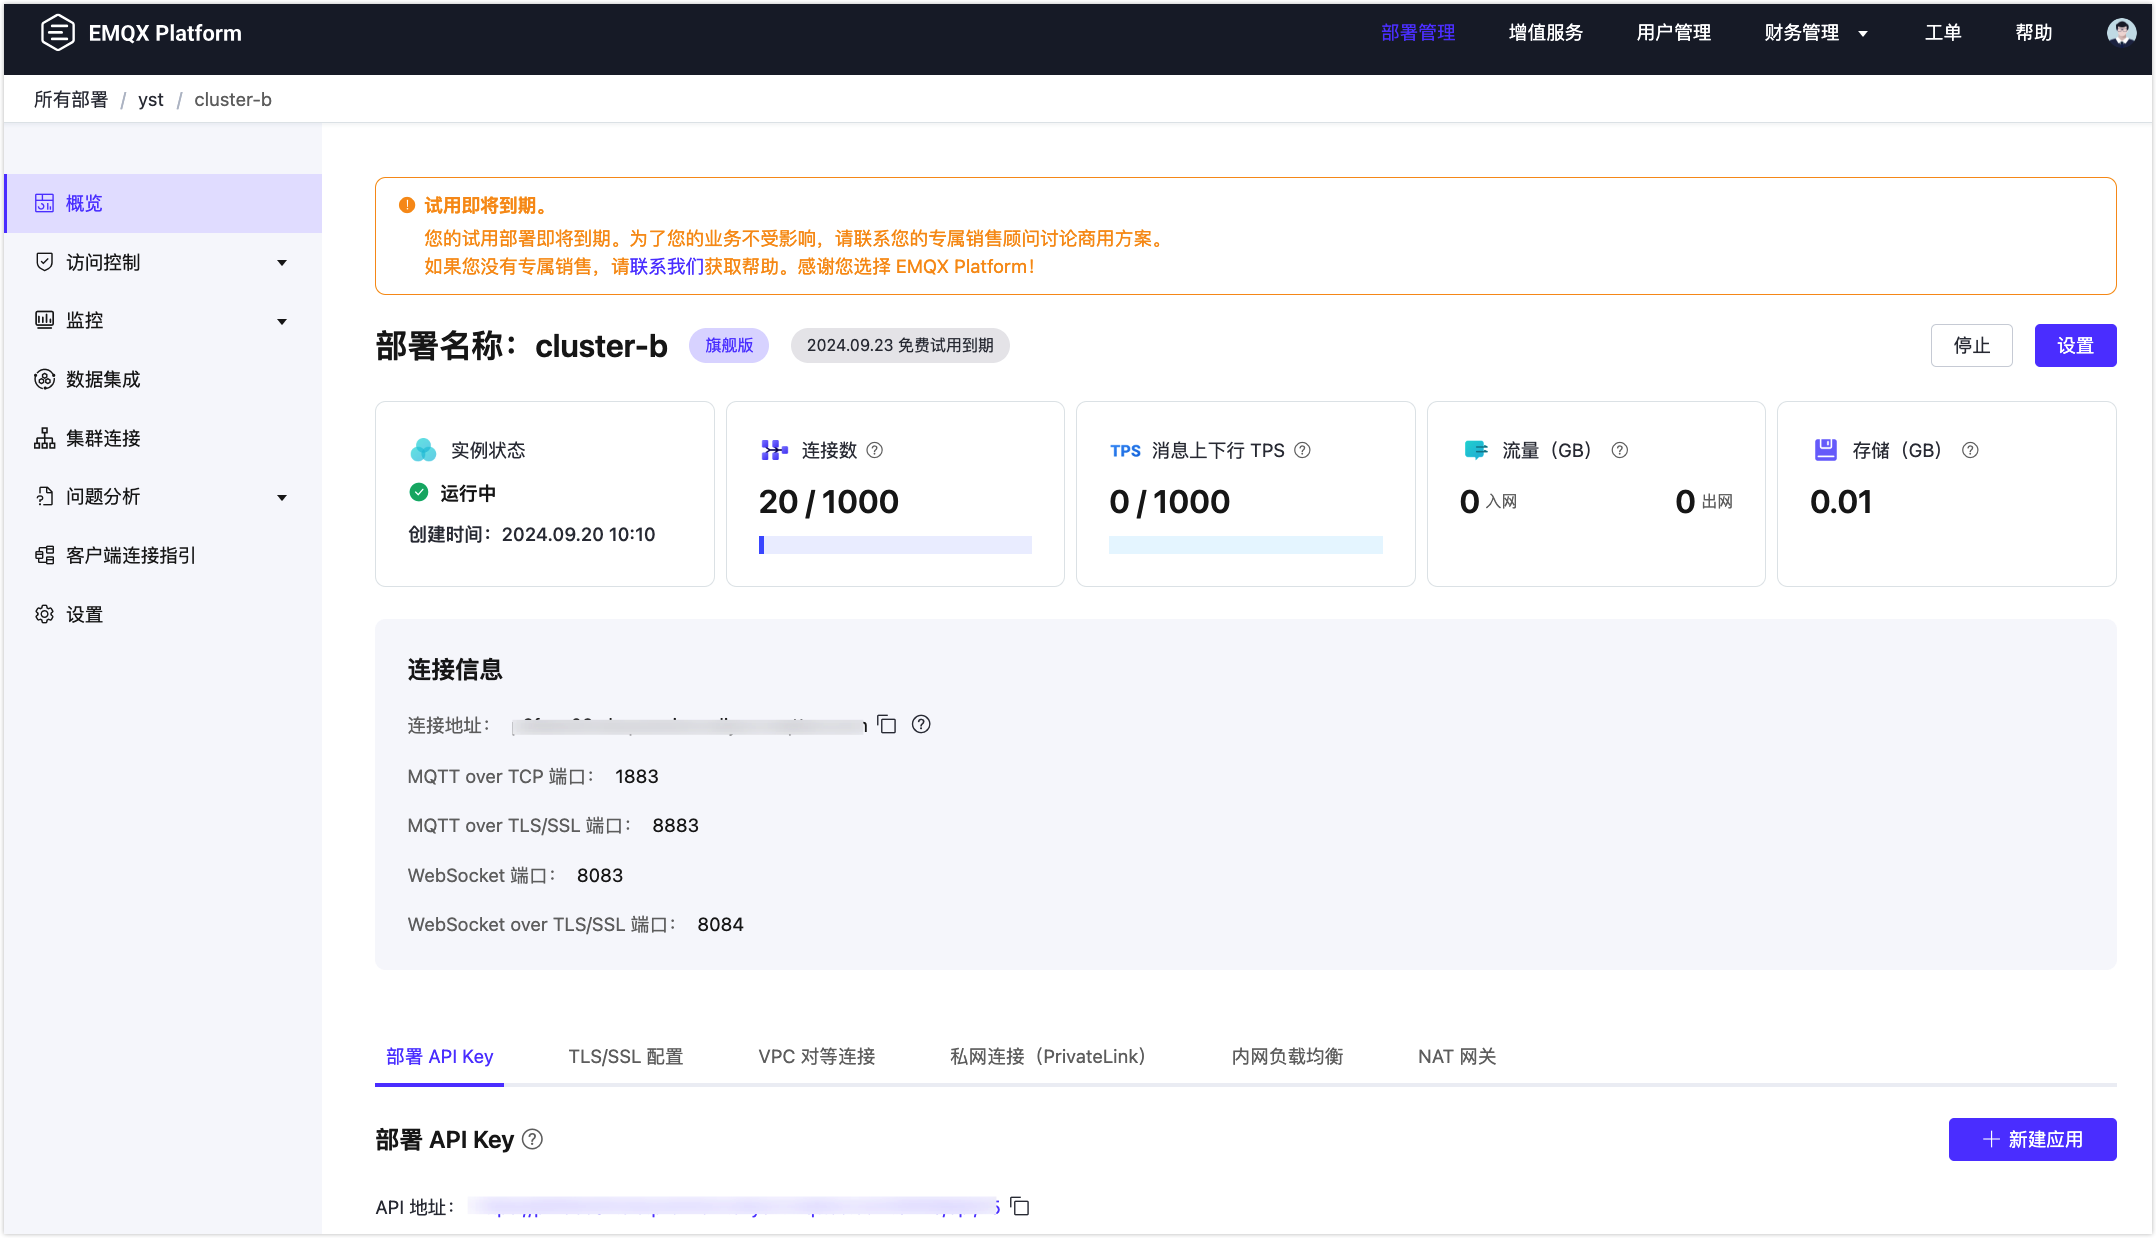 EMQX Platform
部署管理 增值服务 用户管理 财务管理 工单 帮助
所有部署 / yst / cluster-b
概览
访问控制
监控
数据集成
集群连接
问题分析
客户端连接指引
设置
试用即将到期。
您的试用部署即将到期。为了您的业务不受影响，请联系您的专属销售顾问讨论商用方案。
如果您没有专属销售，请联系我们获取帮助。感谢您选择 EMQX Platform！
部署名称：cluster-b 旗舰版 2024.09.23 免费试用到期 停止 设置
实例状态
运行中
创建时间：2024.09.20 10:10
连接数
20 / 1000
TPS 消息上下行 TPS
0 / 1000
流量（GB）
0 入网 0 出网
存储（GB）
0.01
连接信息
连接地址：
MQTT over TCP 端口： 1883
MQTT over TLS/SSL 端口： 8883
WebSocket 端口： 8083
WebSocket over TLS/SSL 端口： 8084
部署 API Key TLS/SSL 配置 VPC 对等连接 私网连接（PrivateLink） 内网负载均衡 NAT 网关
部署 API Key
新建应用
API 地址：